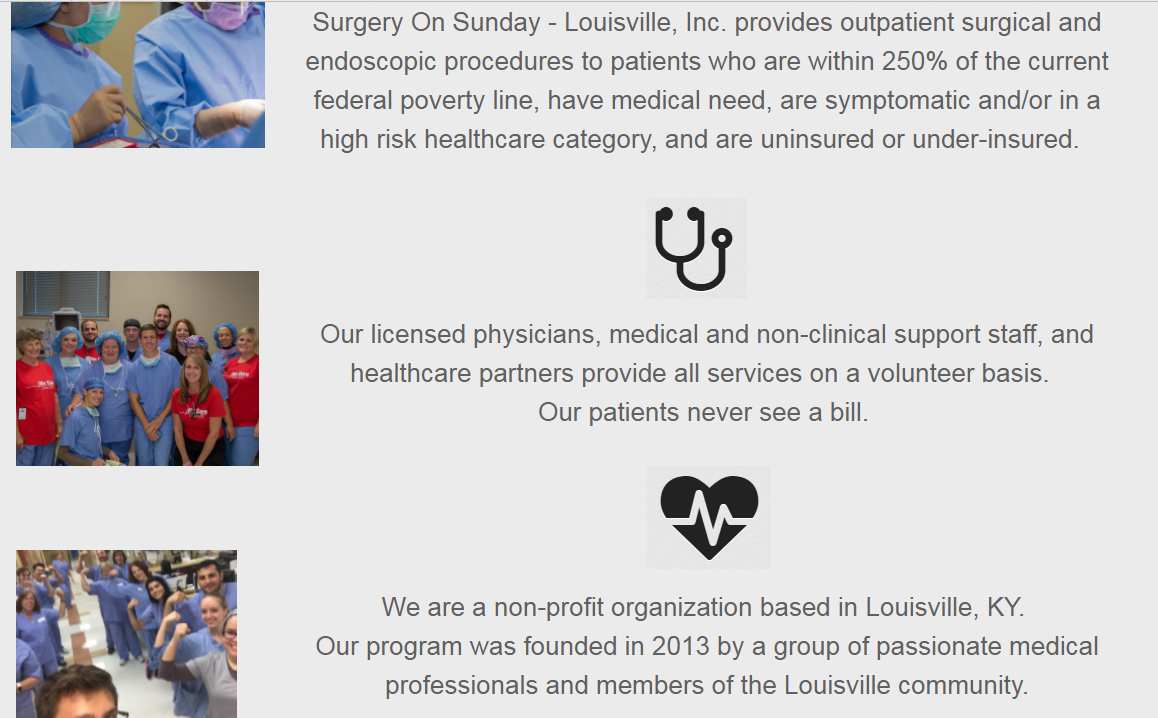 Surgery On Sunday - Louisville, Inc. provides outpatient surgical and
endoscopic procedures to patients who are within 250% of the current
federal poverty line, have medical need, are symptomatic and/or in a
high risk healthcare category, and are uninsured or under-insured.
Our licensed physicians, medical and non-clinical support staff, and
healthcare partners provide all services on a volunteer basis.
Our patients never see a bill.
We are a non-profit organization based in Louisville, KY.
Our program was founded in 2013 by a group of passionate medical
professionals and members of the Louisville community.